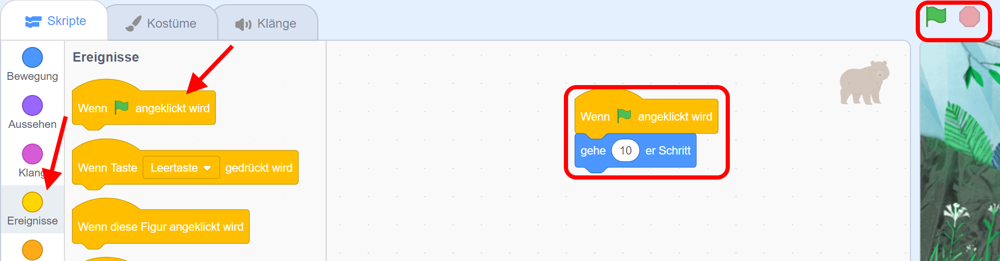 Skripte
Kostüme
Klänge
Bewegung
Aussehen
Klang
Ereignisse
Ereignisse
Wenn angeklickt wird
Wenn Taste Leertaste gedrückt wird
Wenn diese Figur angeklickt wird
Wenn angeklickt wird
gehe 10 er Schritt